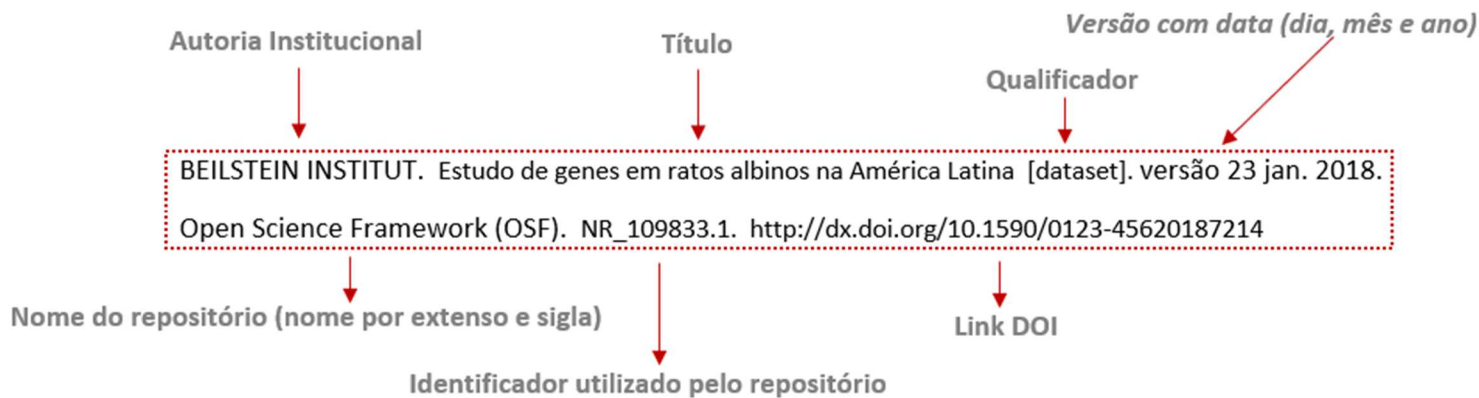 Versão com data (dia, mês e ano)
Autoria Institucional
Título
Qualificador
BEILSTEIN INSTITUT. Estudo de genes em ratos albinos na América Latina [dataset]. versão 23 jan. 2018.
Open Science Framework (OSF). NR_109833.1. http://dx.doi.org/10.1590/0123-45620187214
Nome do repositório (nome por extenso e sigla)
Link DOI
Identificador utilizado pelo repositório